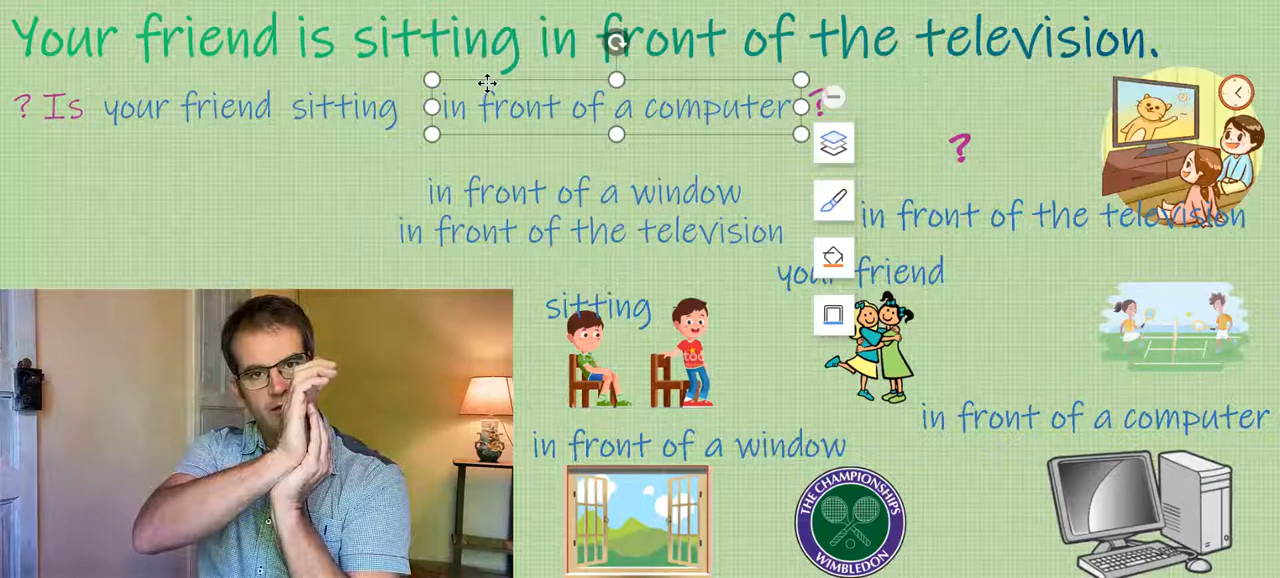 Your friend is sitting in front of the television.
? Is your friend sitting in front of a computer ?
?
in front of a window
in front of the television
in front of the television
your friend
sitting
in front of a computer
in front of a window
THE CHAMPIONSHIPS
WIMBLEDON